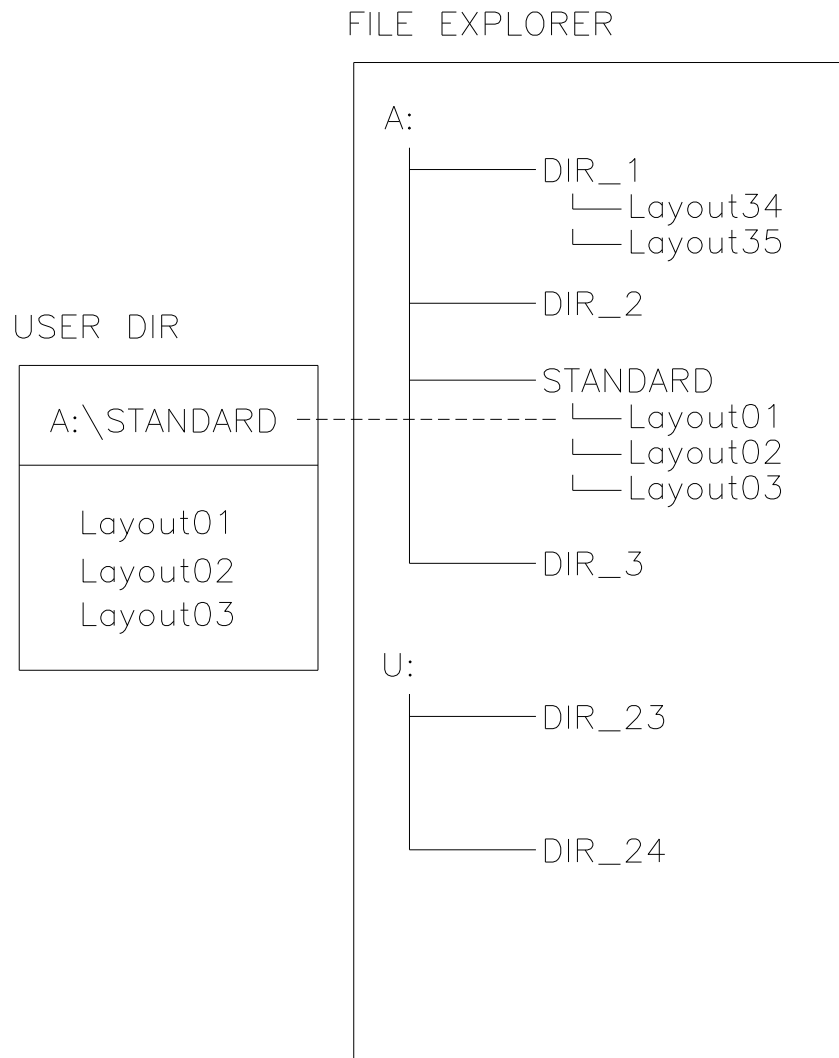 FILE EXPLORER
A:
DIR_1
Layout34
Layout35
DIR_2
USER DIR
STANDARD
A:\STANDARD
Layout01
Layout02
Layout03
Layout01
Layout02
Layout03
DIR_3
U:
DIR_23
DIR_24